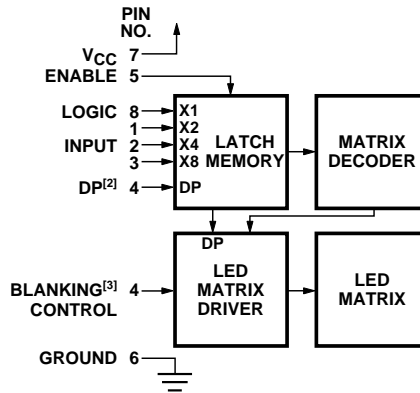 PIN
NO.
VCC 7
ENABLE 5
LOGIC 8 X1
1 X2
INPUT 2 X4
3 X8
DP[2] 4 DP
LATCH
MEMORY
MATRIX
DECODER
DP
LED
MATRIX
DRIVER
LED
MATRIX
BLANKING[3] 4
CONTROL
GROUND 6